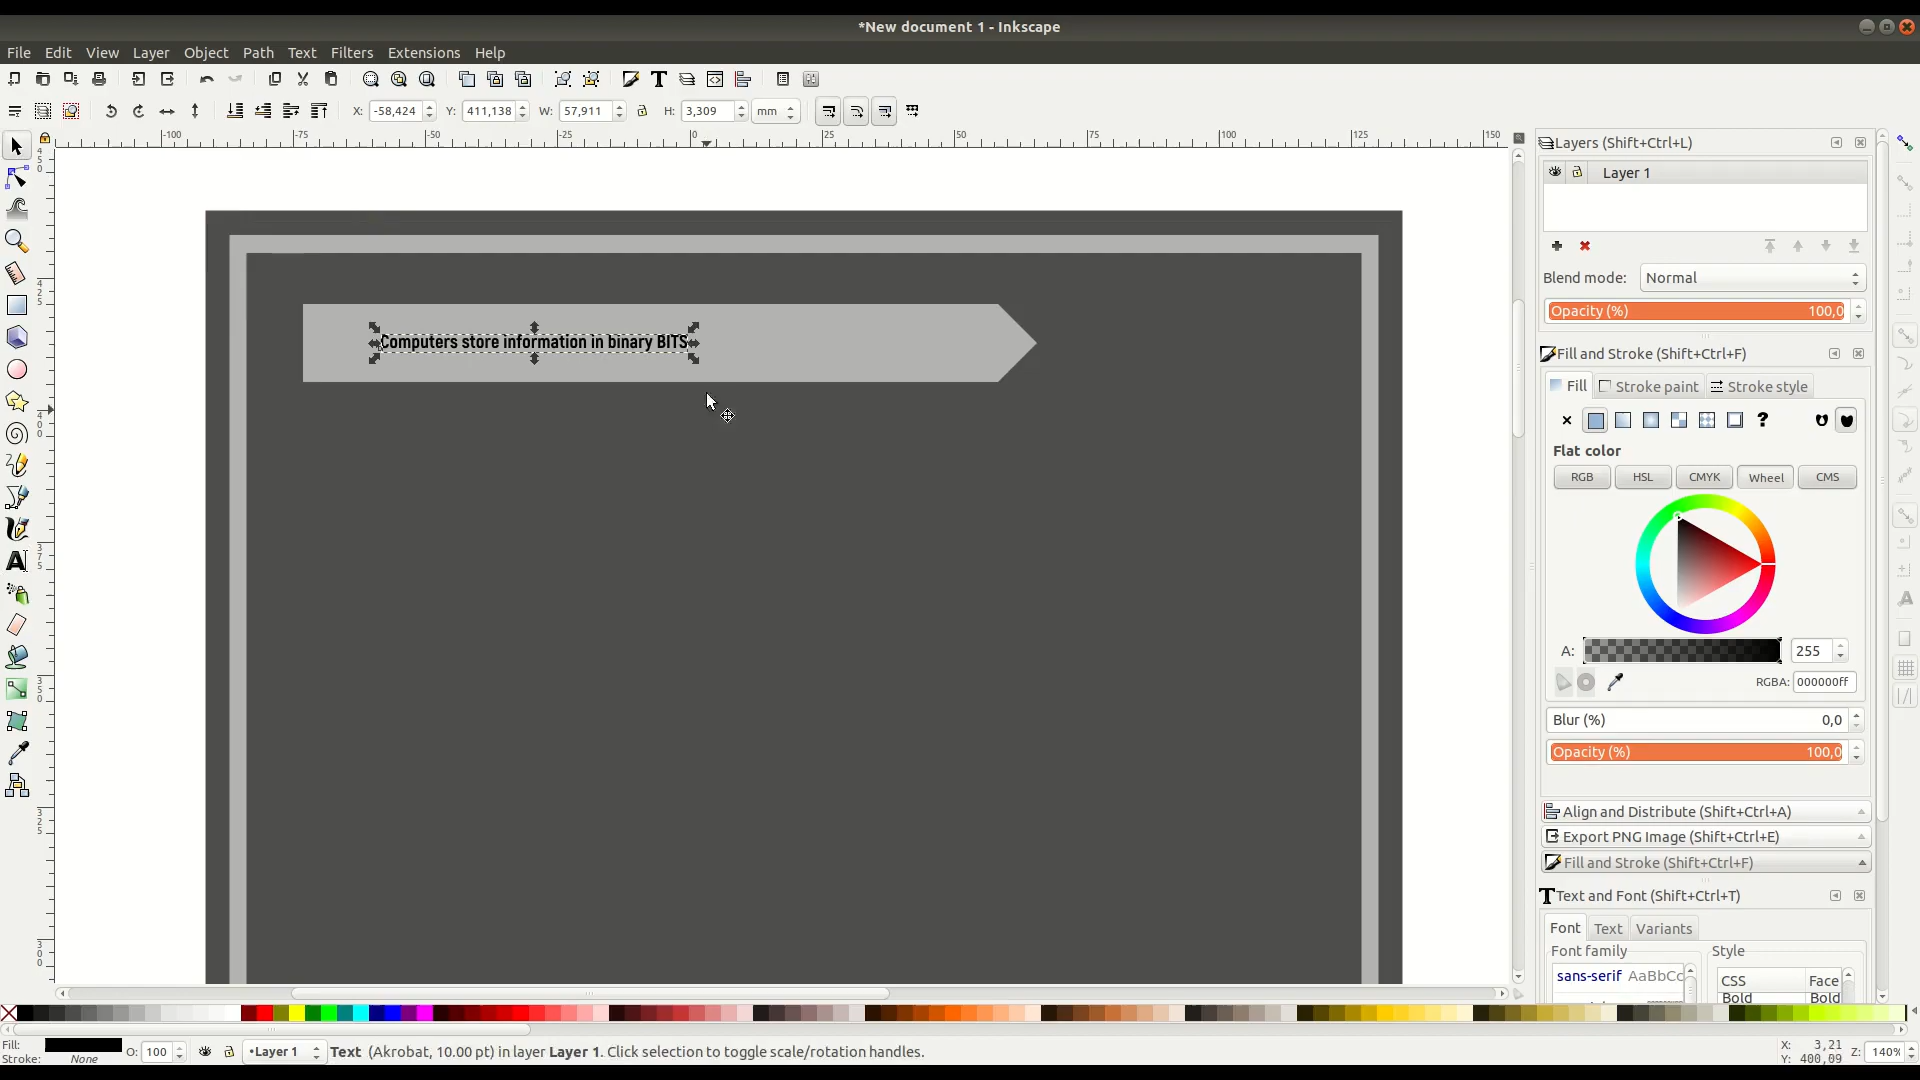 *New document 1 - Inkscape
File Edit View Layer Object Path Text Filters Extensions Help
X: -58,424 Y: 411,138 W: 57,911 H: 3,309 mm
-100 -75 -50 -25 0 25 50 75 100 125 150
450
425
400
375
350
325
300
Computers store information in binary BITS
Layers (Shift+Ctrl+L)
Layer 1
Blend mode: Normal
Opacity (%) 100,0
Fill and Stroke (Shift+Ctrl+F)
Fill Stroke paint Stroke style
Flat color
RGB HSL CMYK Wheel CMS
A: 255
RGBA: 000000ff
Blur (%) 0,0
Opacity (%) 100,0
Align and Distribute (Shift+Ctrl+A)
Export PNG Image (Shift+Ctrl+E)
Fill and Stroke (Shift+Ctrl+F)
Text and Font (Shift+Ctrl+T)
Font Text Variants
Font family Style
sans-serif AaBbCc CSS Face
Bold Bold
Fill: O: 100 •Layer 1 Text (Akrobat, 10.00 pt) in layer Layer 1. Click selection to toggle scale/rotation handles. X: 3,21 Z: 140%
Stroke: None Y: 400,09